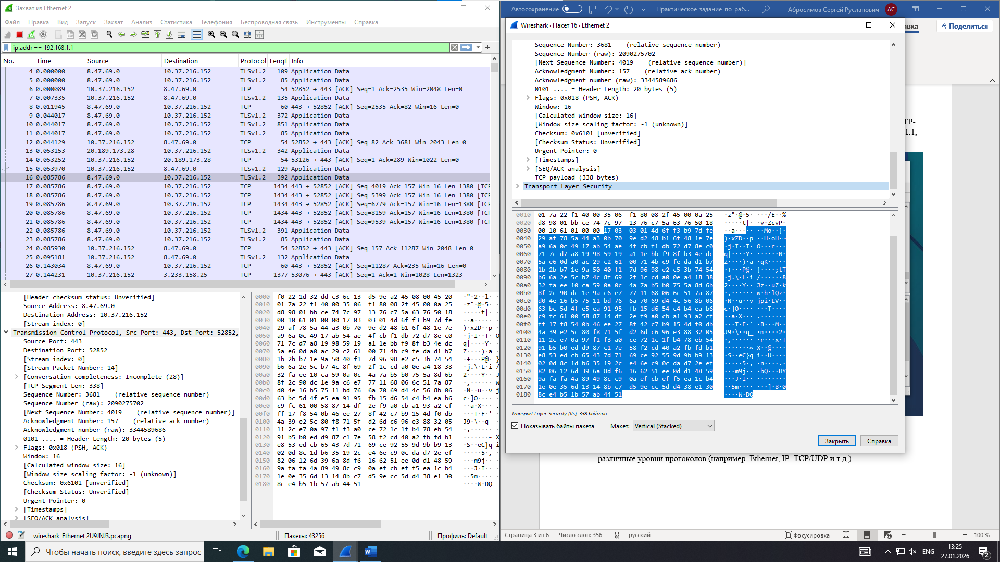 Захват из Ethernet 2
Файл Правка Вид Запуск Захват Анализ Статистика Телефония Беспроводная связь Инструменты Справка
ip.addr == 192.168.1.1
No. Time Source Destination Protocol Lengtl Info
4 0.000000 8.47.69.0 10.37.216.152 TLSv1.2 109 Application Data
5 0.000000 8.47.69.0 10.37.216.152 TLSv1.2 85 Application Data
6 0.000089 10.37.216.152 8.47.69.0 TCP 54 52852 → 443 [ACK] Seq=1 Ack=2535 Win=2048 Len=0
7 0.007335 10.37.216.152 8.47.69.0 TLSv1.2 135 Application Data
8 0.011945 8.47.69.0 10.37.216.152 TCP 60 443 → 52852 [ACK] Seq=2535 Ack=82 Win=16 Len=0
9 0.044017 8.47.69.0 10.37.216.152 TLSv1.2 372 Application Data
10 0.044017 8.47.69.0 10.37.216.152 TLSv1.2 851 Application Data
11 0.044017 8.47.69.0 10.37.216.152 TLSv1.2 85 Application Data
12 0.044129 10.37.216.152 8.47.69.0 TCP 54 52852 → 443 [ACK] Seq=82 Ack=3681 Win=2043 Len=0
13 0.053153 20.189.173.28 10.37.216.152 TLSv1.2 342 Application Data
14 0.053252 10.37.216.152 20.189.173.28 TCP 54 53126 → 443 [ACK] Seq=1 Ack=289 Win=1022 Len=0
15 0.053970 10.37.216.152 8.47.69.0 TLSv1.2 129 Application Data
16 0.085786 8.47.69.0 10.37.216.152 TLSv1.2 392 Application Data
17 0.085786 8.47.69.0 10.37.216.152 TCP 1434 443 → 52852 [ACK] Seq=4019 Ack=157 Win=16 Len=1380 [TCP
18 0.085786 8.47.69.0 10.37.216.152 TCP 1434 443 → 52852 [ACK] Seq=5399 Ack=157 Win=16 Len=1380 [TCP
19 0.085786 8.47.69.0 10.37.216.152 TCP 1434 443 → 52852 [ACK] Seq=6779 Ack=157 Win=16 Len=1380 [TCP
20 0.085786 8.47.69.0 10.37.216.152 TCP 1434 443 → 52852 [ACK] Seq=8159 Ack=157 Win=16 Len=1380 [TCP
21 0.085786 8.47.69.0 10.37.216.152 TCP 1434 443 → 52852 [ACK] Seq=9539 Ack=157 Win=16 Len=1380 [TCP
22 0.085786 8.47.69.0 10.37.216.152 TLSv1.2 391 Application Data
23 0.085786 8.47.69.0 10.37.216.152 TLSv1.2 85 Application Data
24 0.085930 10.37.216.152 8.47.69.0 TCP 54 52852 → 443 [ACK] Seq=157 Ack=11287 Win=2048 Len=0
25 0.095181 10.37.216.152 8.47.69.0 TLSv1.2 132 Application Data
26 0.143034 8.47.69.0 10.37.216.152 TCP 60 443 → 52852 [ACK] Seq=11287 Ack=235 Win=16 Len=0
27 0.144231 10.37.216.152 3.233.158.25 TCP 1377 53076 → 443 [ACK] Seq=1 Ack=1 Win=1028 Len=1323
[Header checksum status: Unverified]
Source Address: 8.47.69.0
Destination Address: 10.37.216.152
[Stream index: 0]
Transmission Control Protocol, Src Port: 443, Dst Port: 52852,
Source Port: 443
Destination Port: 52852
[Stream index: 0]
[Stream Packet Number: 14]
[Conversation completeness: Incomplete (28)]
[TCP Segment Len: 338]
Sequence Number: 3681 (relative sequence number)
Sequence Number (raw): 2090275702
[Next Sequence Number: 4019 (relative sequence number)]
Acknowledgment Number: 157 (relative ack number)
Acknowledgment number (raw): 3344589686
0101 .... = Header Length: 20 bytes (5)
Flags: 0x018 (PSH, ACK)
Window: 16
[Calculated window size: 16]
[Window size scaling factor: -1 (unknown)]
Checksum: 0x6101 [unverified]
[Checksum Status: Unverified]
Urgent Pointer: 0
[Timestamps]
[SEQ/ACK analysis]
0000 f0 22 1d 32 dd c3 6c 13 d5 9e a2 45 08 00 45 20
0010 01 7a 22 f1 40 00 35 06 f1 80 08 2f 45 00 0a 25
0020 d8 98 01 bb ce 74 7c 97 13 76 c7 5a 63 76 50 18
0030 00 10 61 01 00 00 17 03 03 01 4d 6f f3 b9 7d fe
0040 29 af 78 5a 44 a3 0b 70 9e d2 48 b1 6f 48 1e 7e
0050 a9 6a 0c 49 17 ab 54 ae 4f cb f1 db 72 d7 8e c0
0060 71 7c d7 a8 19 98 59 19 a1 1e bb f9 8f b3 4e dc
0070 5a e6 0d a0 ac 29 c2 61 00 71 4b c9 fe da d1 b7
0080 1b 2b b7 1e 9a 50 40 f1 7d 96 98 e2 c5 3b 74 54
0090 b6 6a 2e 5c b7 4c 8f 69 2f 1c cd a0 0e a4 18 38
00a0 32 fa ee 10 ca 59 0a 0c 4a 7a b5 b0 75 5a 8d 6b
00b0 8f 2c 90 dc 1e 9a c6 e7 77 11 68 06 6c 51 7a 87
00c0 d0 4e 16 b5 75 11 bd 76 6a 70 69 d4 4c 56 8b 06
00d0 63 bc 5d 4f e5 ea 91 95 fb 15 d6 54 c4 b4 ea b6
00e0 c9 fc 61 00 58 87 14 df 2e f9 a0 cb a1 93 a2 cf
00f0 ff 17 f8 54 0b 46 ee 27 8f 42 c7 b9 15 4d f0 db
0100 4a 39 e2 5c 80 f8 71 5f d2 6d c6 96 e3 88 32 05
0110 11 2c e7 0a 97 f1 f3 a0 ce 72 1c 1f b4 78 eb 54
0120 91 b5 b0 ed d9 87 c1 7e 58 f2 cd 40 a2 fb fd b1
0130 e8 53 ed cb 65 43 7d 71 69 ce 92 55 9d 9b b9 13
0140 02 0d 8c 1d b6 35 19 2c e4 6e c9 0c da d7 2e ef
0150 82 06 12 6d 39 6a 8d f6 16 62 51 ee 0d d1 48 59
0160 9a fa fa 4a 89 49 8c c9 0a ef cb ef f5 ea 1c b4
0170 1e 0e 35 6d 13 14 8b c7 d5 9e cc 5d d4 38 e1 30
0180 8c e4 b5 1b 57 ab 44 51
wireshark_Ethernet 2U9JNJ3.pcapng Пакеты: 43256 Профиль: Default
Автосохранение Практическое_задание_по_раб... Абросимов Сергей Русланович АС
вка Поделиться
Wireshark · Пакет 16 · Ethernet 2
Sequence Number: 3681 (relative sequence number)
Sequence Number (raw): 2090275702
[Next Sequence Number: 4019 (relative sequence number)]
Acknowledgment Number: 157 (relative ack number)
Acknowledgment number (raw): 3344589686
0101 .... = Header Length: 20 bytes (5)
Flags: 0x018 (PSH, ACK)
Window: 16
[Calculated window size: 16]
[Window size scaling factor: -1 (unknown)]
Checksum: 0x6101 [unverified]
[Checksum Status: Unverified]
Urgent Pointer: 0
[Timestamps]
[SEQ/ACK analysis]
TCP payload (338 bytes)
Transport Layer Security
0010 01 7a 22 f1 40 00 35 06 f1 80 08 2f 45 00 0a 25
0020 d8 98 01 bb ce 74 7c 97 13 76 c7 5a 63 76 50 18
0030 00 10 61 01 00 00 17 03 03 01 4d 6f f3 b9 7d fe
0040 29 af 78 5a 44 a3 0b 70 9e d2 48 b1 6f 48 1e 7e
0050 a9 6a 0c 49 17 ab 54 ae 4f cb f1 db 72 d7 8e c0
0060 71 7c d7 a8 19 98 59 19 a1 1e bb f9 8f b3 4e dc
0070 5a e6 0d a0 ac 29 c2 61 00 71 4b c9 fe da d1 b7
0080 1b 2b b7 1e 9a 50 40 f1 7d 96 98 e2 c5 3b 74 54
0090 b6 6a 2e 5c b7 4c 8f 69 2f 1c cd a0 0e a4 18 38
00a0 32 fa ee 10 ca 59 0a 0c 4a 7a b5 b0 75 5a 8d 6b
00b0 8f 2c 90 dc 1e 9a c6 e7 77 11 68 06 6c 51 7a 87
00c0 d0 4e 16 b5 75 11 bd 76 6a 70 69 d4 4c 56 8b 06
00d0 63 bc 5d 4f e5 ea 91 95 fb 15 d6 54 c4 b4 ea b6
00e0 c9 fc 61 00 58 87 14 df 2e f9 a0 cb a1 93 a2 cf
00f0 ff 17 f8 54 0b 46 ee 27 8f 42 c7 b9 15 4d f0 db
0100 4a 39 e2 5c 80 f8 71 5f d2 6d c6 96 e3 88 32 05
0110 11 2c e7 0a 97 f1 f3 a0 ce 72 1c 1f b4 78 eb 54
0120 91 b5 b0 ed d9 87 c1 7e 58 f2 cd 40 a2 fb fd b1
0130 e8 53 ed cb 65 43 7d 71 69 ce 92 55 9d 9b b9 13
0140 02 0d 8c 1d b6 35 19 2c e4 6e c9 0c da d7 2e ef
0150 82 06 12 6d 39 6a 8d f6 16 62 51 ee 0d d1 48 59
0160 9a fa fa 4a 89 49 8c c9 0a ef cb ef f5 ea 1c b4
0170 1e 0e 35 6d 13 14 8b c7 d5 9e cc 5d d4 38 e1 30
0180 8c e4 b5 1b 57 ab 44 51
Transport Layer Security (tls), 338 байтов
Показывать байты пакета Макет: Vertical (Stacked)
Закрыть Справка
ТР-
1.1,
различные уровни протоколов (например, Ethernet, IP, TCP/UDP и т.д.).
Страница 3 из 6 Число слов: 356 русский Фокусировка 100 %
Чтобы начать поиск, введите здесь запрос
ENG 13:25
27.01.2026
2